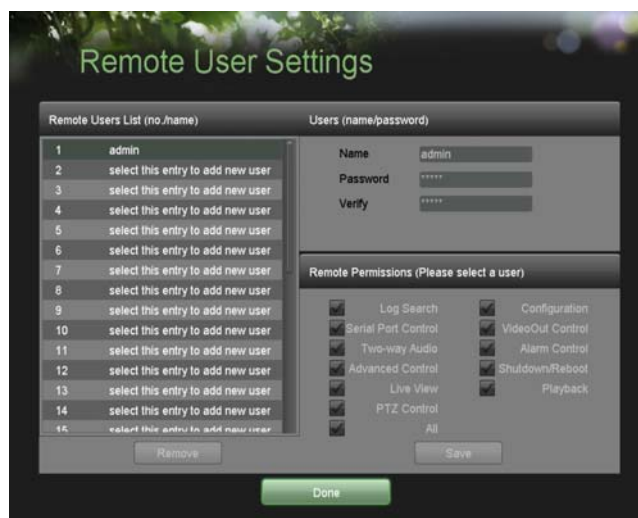 Remote User Settings
Remote Users List (no./name)
1 admin
2 select this entry to add new user
3 select this entry to add new user
4 select this entry to add new user
5 select this entry to add new user
6 select this entry to add new user
7 select this entry to add new user
8 select this entry to add new user
9 select this entry to add new user
10 select this entry to add new user
11 select this entry to add new user
12 select this entry to add new user
13 select this entry to add new user
14 select this entry to add new user
15 select this entry to add new user
Remove
Users (name/password)
Name admin
Password *****
Verify *****
Remote Permissions (Please select a user)
Log Search Configuration
Serial Port Control VideoOut Control
Two-way Audio Alarm Control
Advanced Control Shutdown/Reboot
Live View Playback
PTZ Control
All
Save
Done